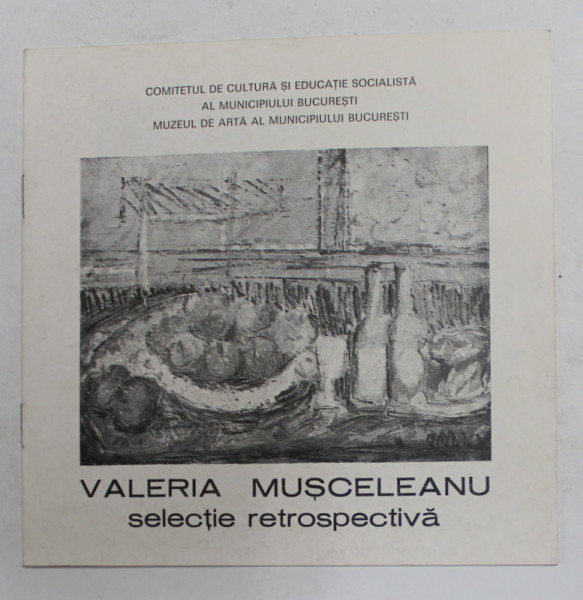 COMITETUL DE CULTURĂ ȘI EDUCAȚIE SOCIALISTĂ
AL MUNICIPIULUI BUCUREȘTI
MUZEUL DE ARTĂ AL MUNICIPIULUI BUCUREȘTI
VALERIA MUȘCELEANU
selecție retrospectivă